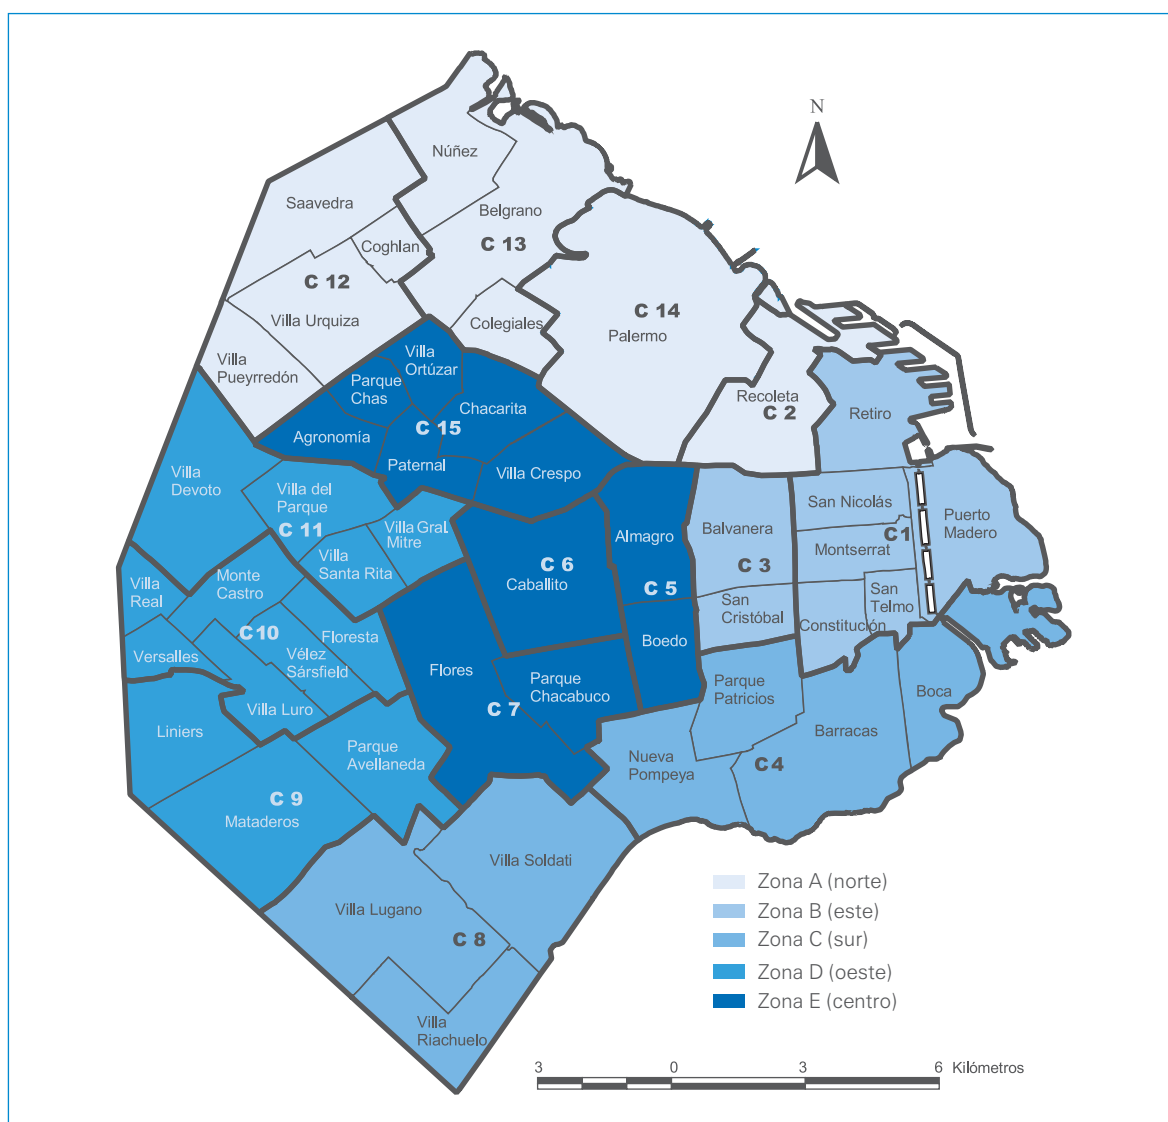 N
Núñez
Saavedra
Belgrano
Coghlan
C 13
C 12
Villa Urquiza
Colegiales
C 14
Palermo
Villa
Pueyrredón
Villa
Ortúzar
Parque
Chas
Chacarita
Recoleta
C 2
Retiro
Agronomía
C 15
Paternal
Villa Crespo
Villa
Devoto
Villa del
Parque
C 11
Villa Gral.
Mitre
Villa
Santa Rita
Almagro
Balvanera
San Nicolás
Puerto
Madero
C 1
Montserrat
C 6
Caballito
C 5
C 3
San
Cristóbal
San
Telmo
Constitución
Villa
Real
Monte
Castro
C10
Floresta
Versalles
Vélez
Sársfield
Villa Luro
Flores
Boedo
Parque
Chacabuco
C 7
Parque
Patricios
Boca
Barracas
Liniers
Parque
Avellaneda
Nueva
Pompeya
C 4
C 9
Mataderos
Villa Soldati
Villa Lugano
C 8
Villa
Riachuelo
Zona A (norte)
Zona B (este)
Zona C (sur)
Zona D (oeste)
Zona E (centro)
3 0 3 6 Kilómetros